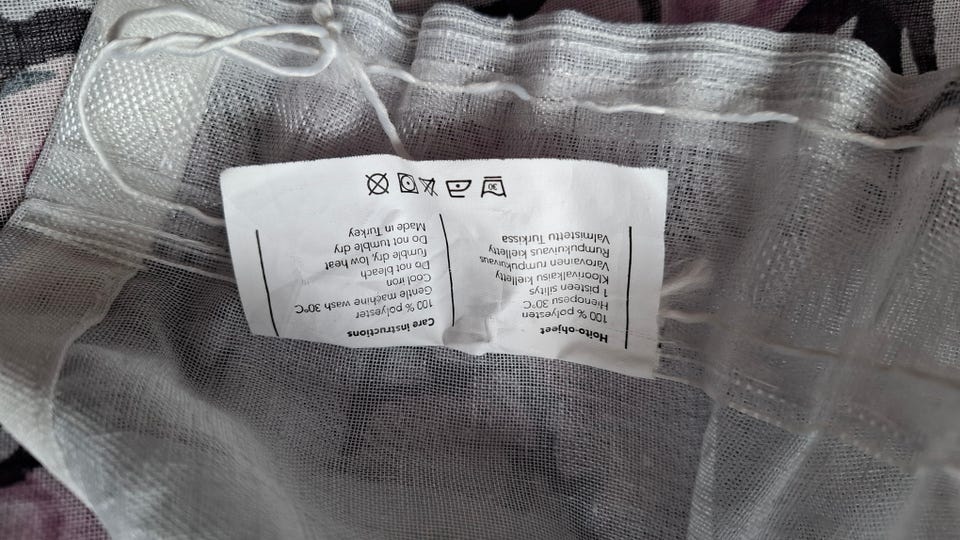 Hoito-ohjeet
100 % polyesteri
Hienopesu 30°C
1 pisteen silitys
Kloorivalkaisu kielletty
Varovainen rumpukuivaus
Rumpukuivaus kielletty
Valmistettu Turkissa
Care instructions
100 % polyester
Gentle machine wash 30°C
Cool iron
Do not bleach
Tumble dry, low heat
Do not tumble dry
Made in Turkey
30